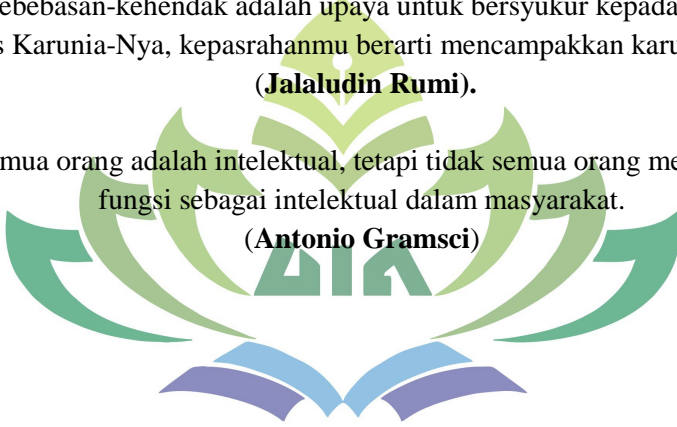 ebebasan-kehendak adalah upaya untuk bersyukur kepada
s Karunia-Nya, kepasrahanmu berarti mencampakkan karu
(Jalaludin Rumi).
mua orang adalah intelektual, tetapi tidak semua orang me
fungsi sebagai intelektual dalam masyarakat.
(Antonio Gramsci)